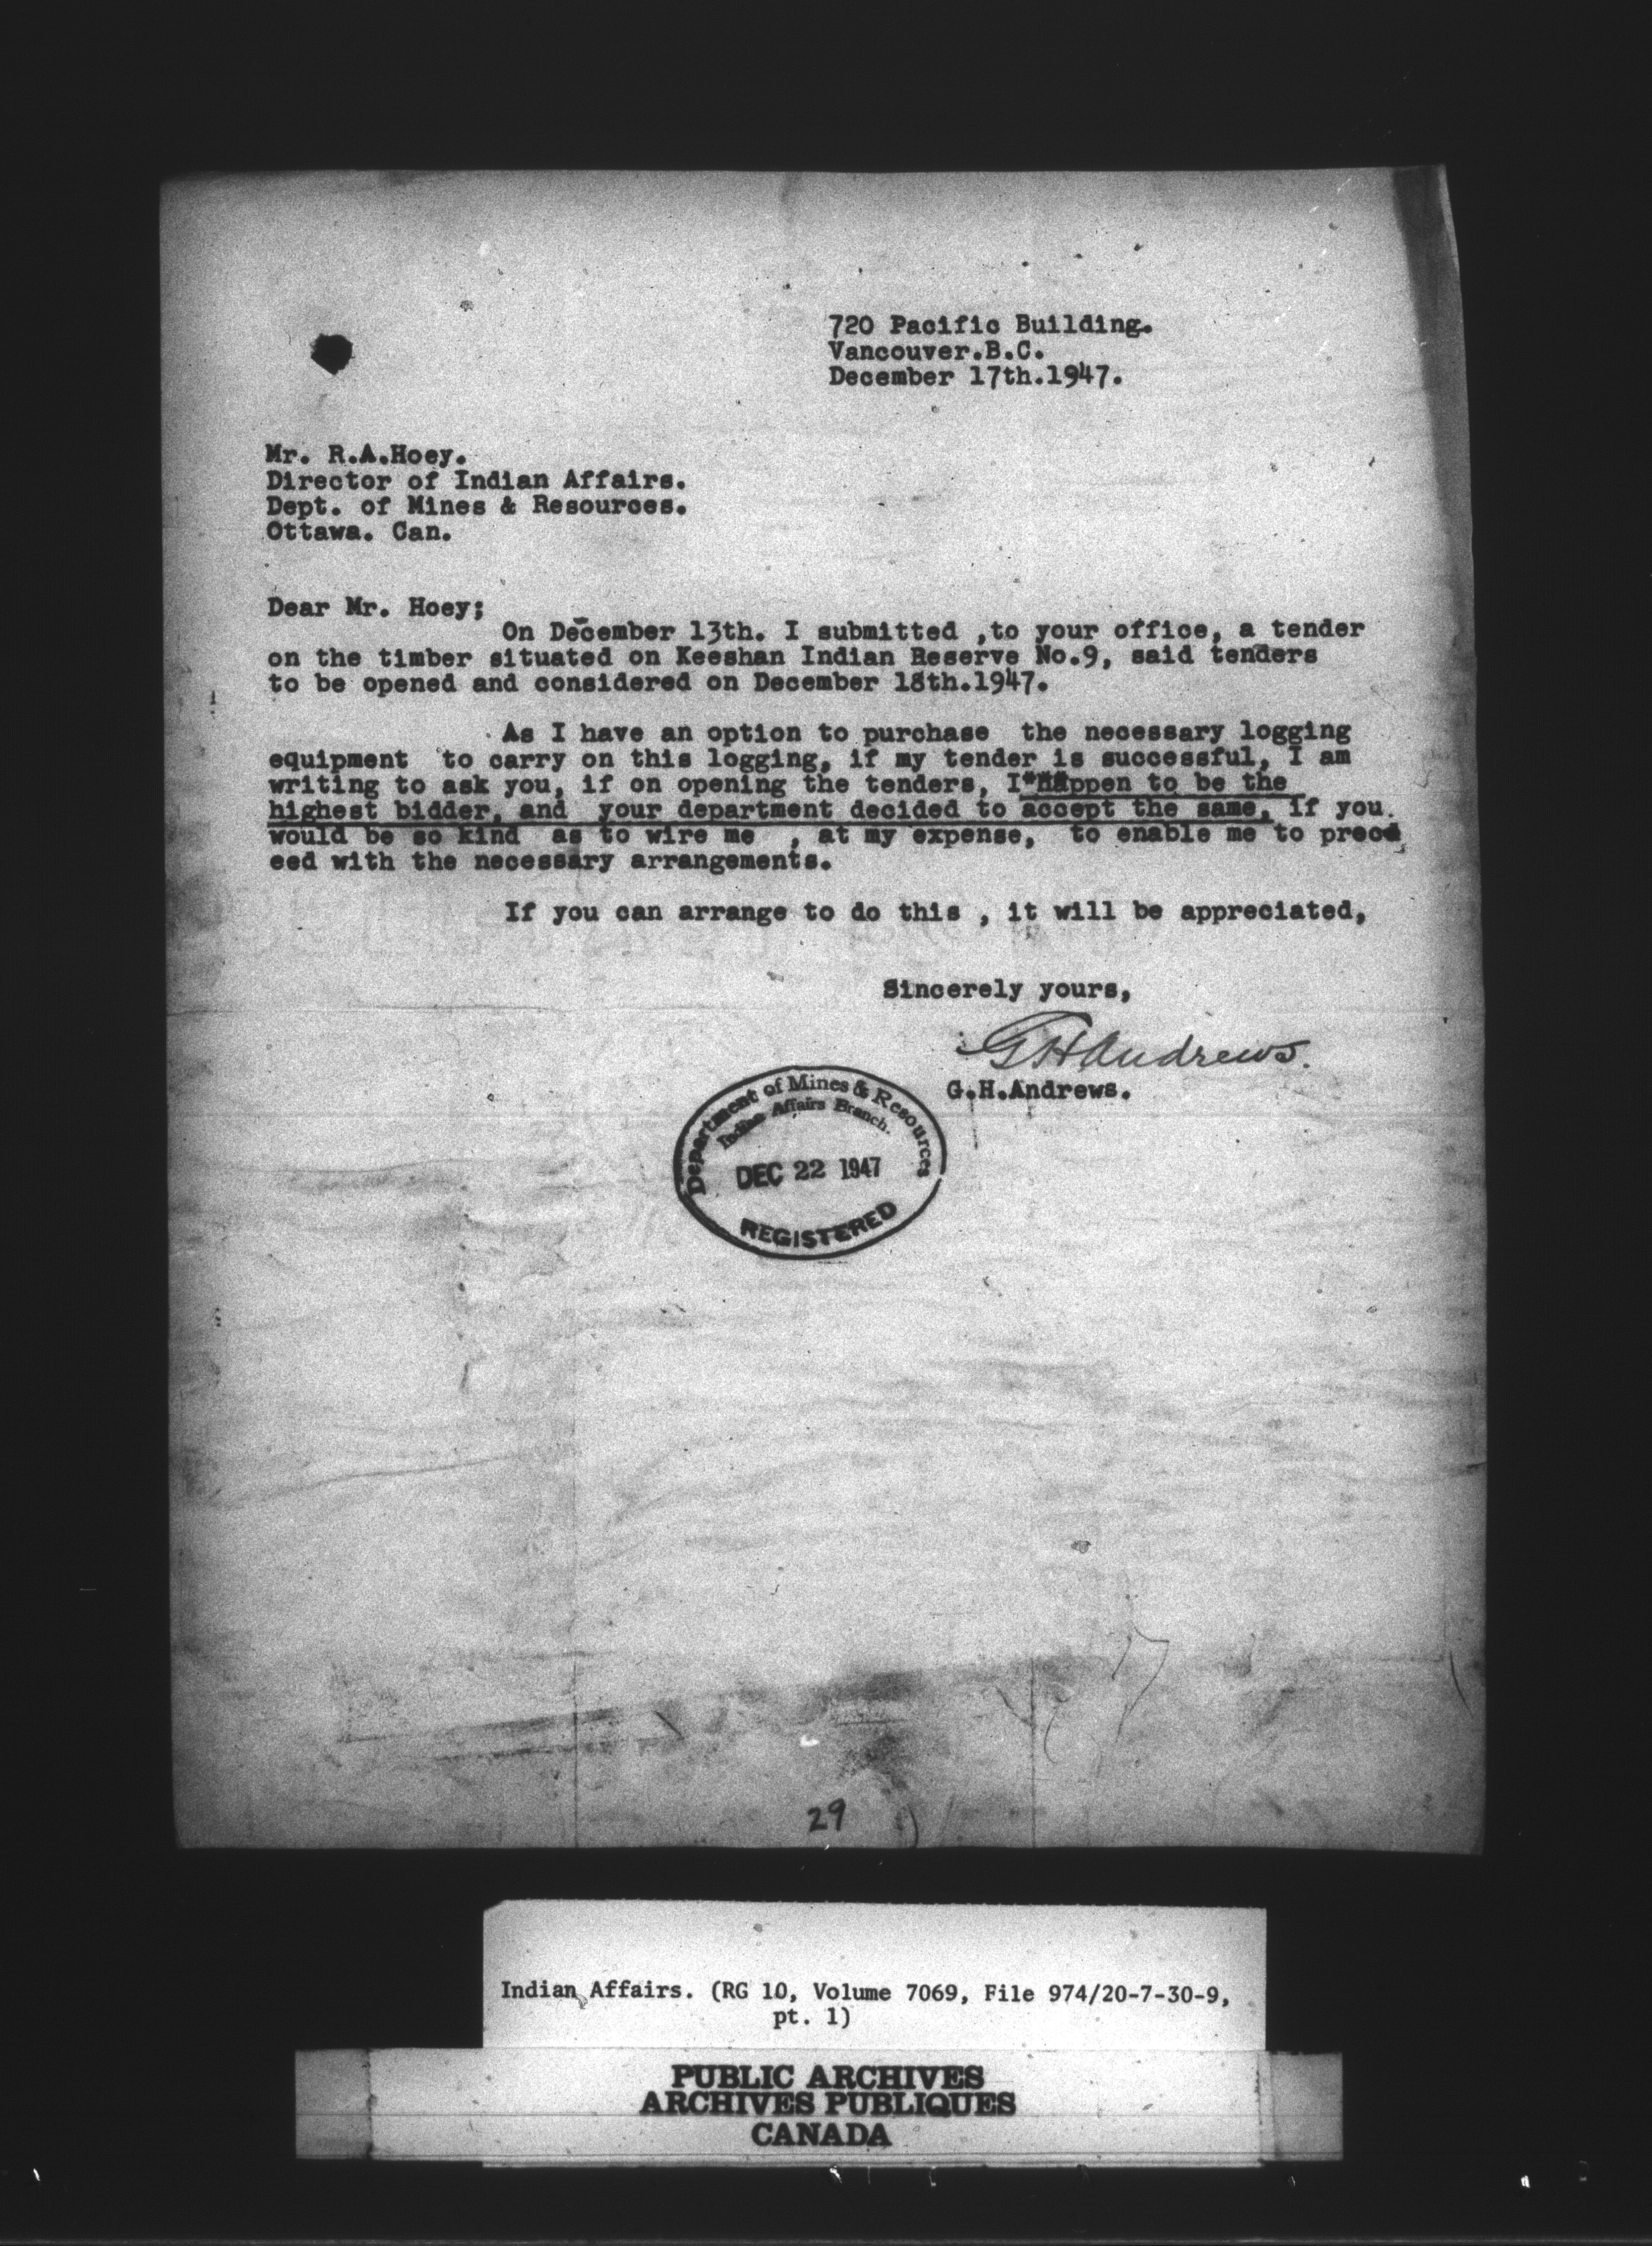 720 Pacific Building.
Vancouver.B.C.
December 17th.1947.
Mr. R.A.Hoey.
Director of Indian Affairs.
Dept. of Mines & Resources.
Ottawa. Can.
Dear Mr. Hoey;
On December 13th. I submitted ,to your office, a tender
on the timber situated on Keeshan Indian Reserve No.9, said tenders
to be opened and considered on December 18th.1947.
As I have an option to purchase the necessary logging
equipment to carry on this logging, if my tender is successful, I am
writing to ask you, if on opening the tenders, I happen to be the
highest bidder, and your department decided to accept the same, if you
would be so kind as to wire me , at my expense, to enable me to proce
eed with the necessary arrangements.
If you can arrange to do this , it will be appreciated,
Sincerely yours,
GHAndrews.
G.H.Andrews.
Department of Mines & Resources
Indian Affairs Branch.
DEC 22 1947
REGISTERED
29
Indian Affairs. (RG 10, Volume 7069, File 974/20-7-30-9,
pt. 1)
PUBLIC ARCHIVES
ARCHIVES PUBLIQUES
CANADA